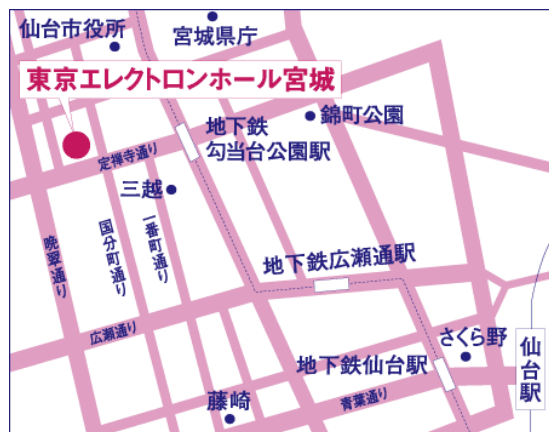 仙台市役所
宮城県庁
東京エレクトロンホール宮城
錦町公園
地下鉄
勾当台公園駅
定禅寺通り
三越
晩翠通り
国分町通り
一番町通り
地下鉄広瀬通駅
広瀬通り
さくら野
仙台駅
地下鉄仙台駅
青葉通り
藤崎